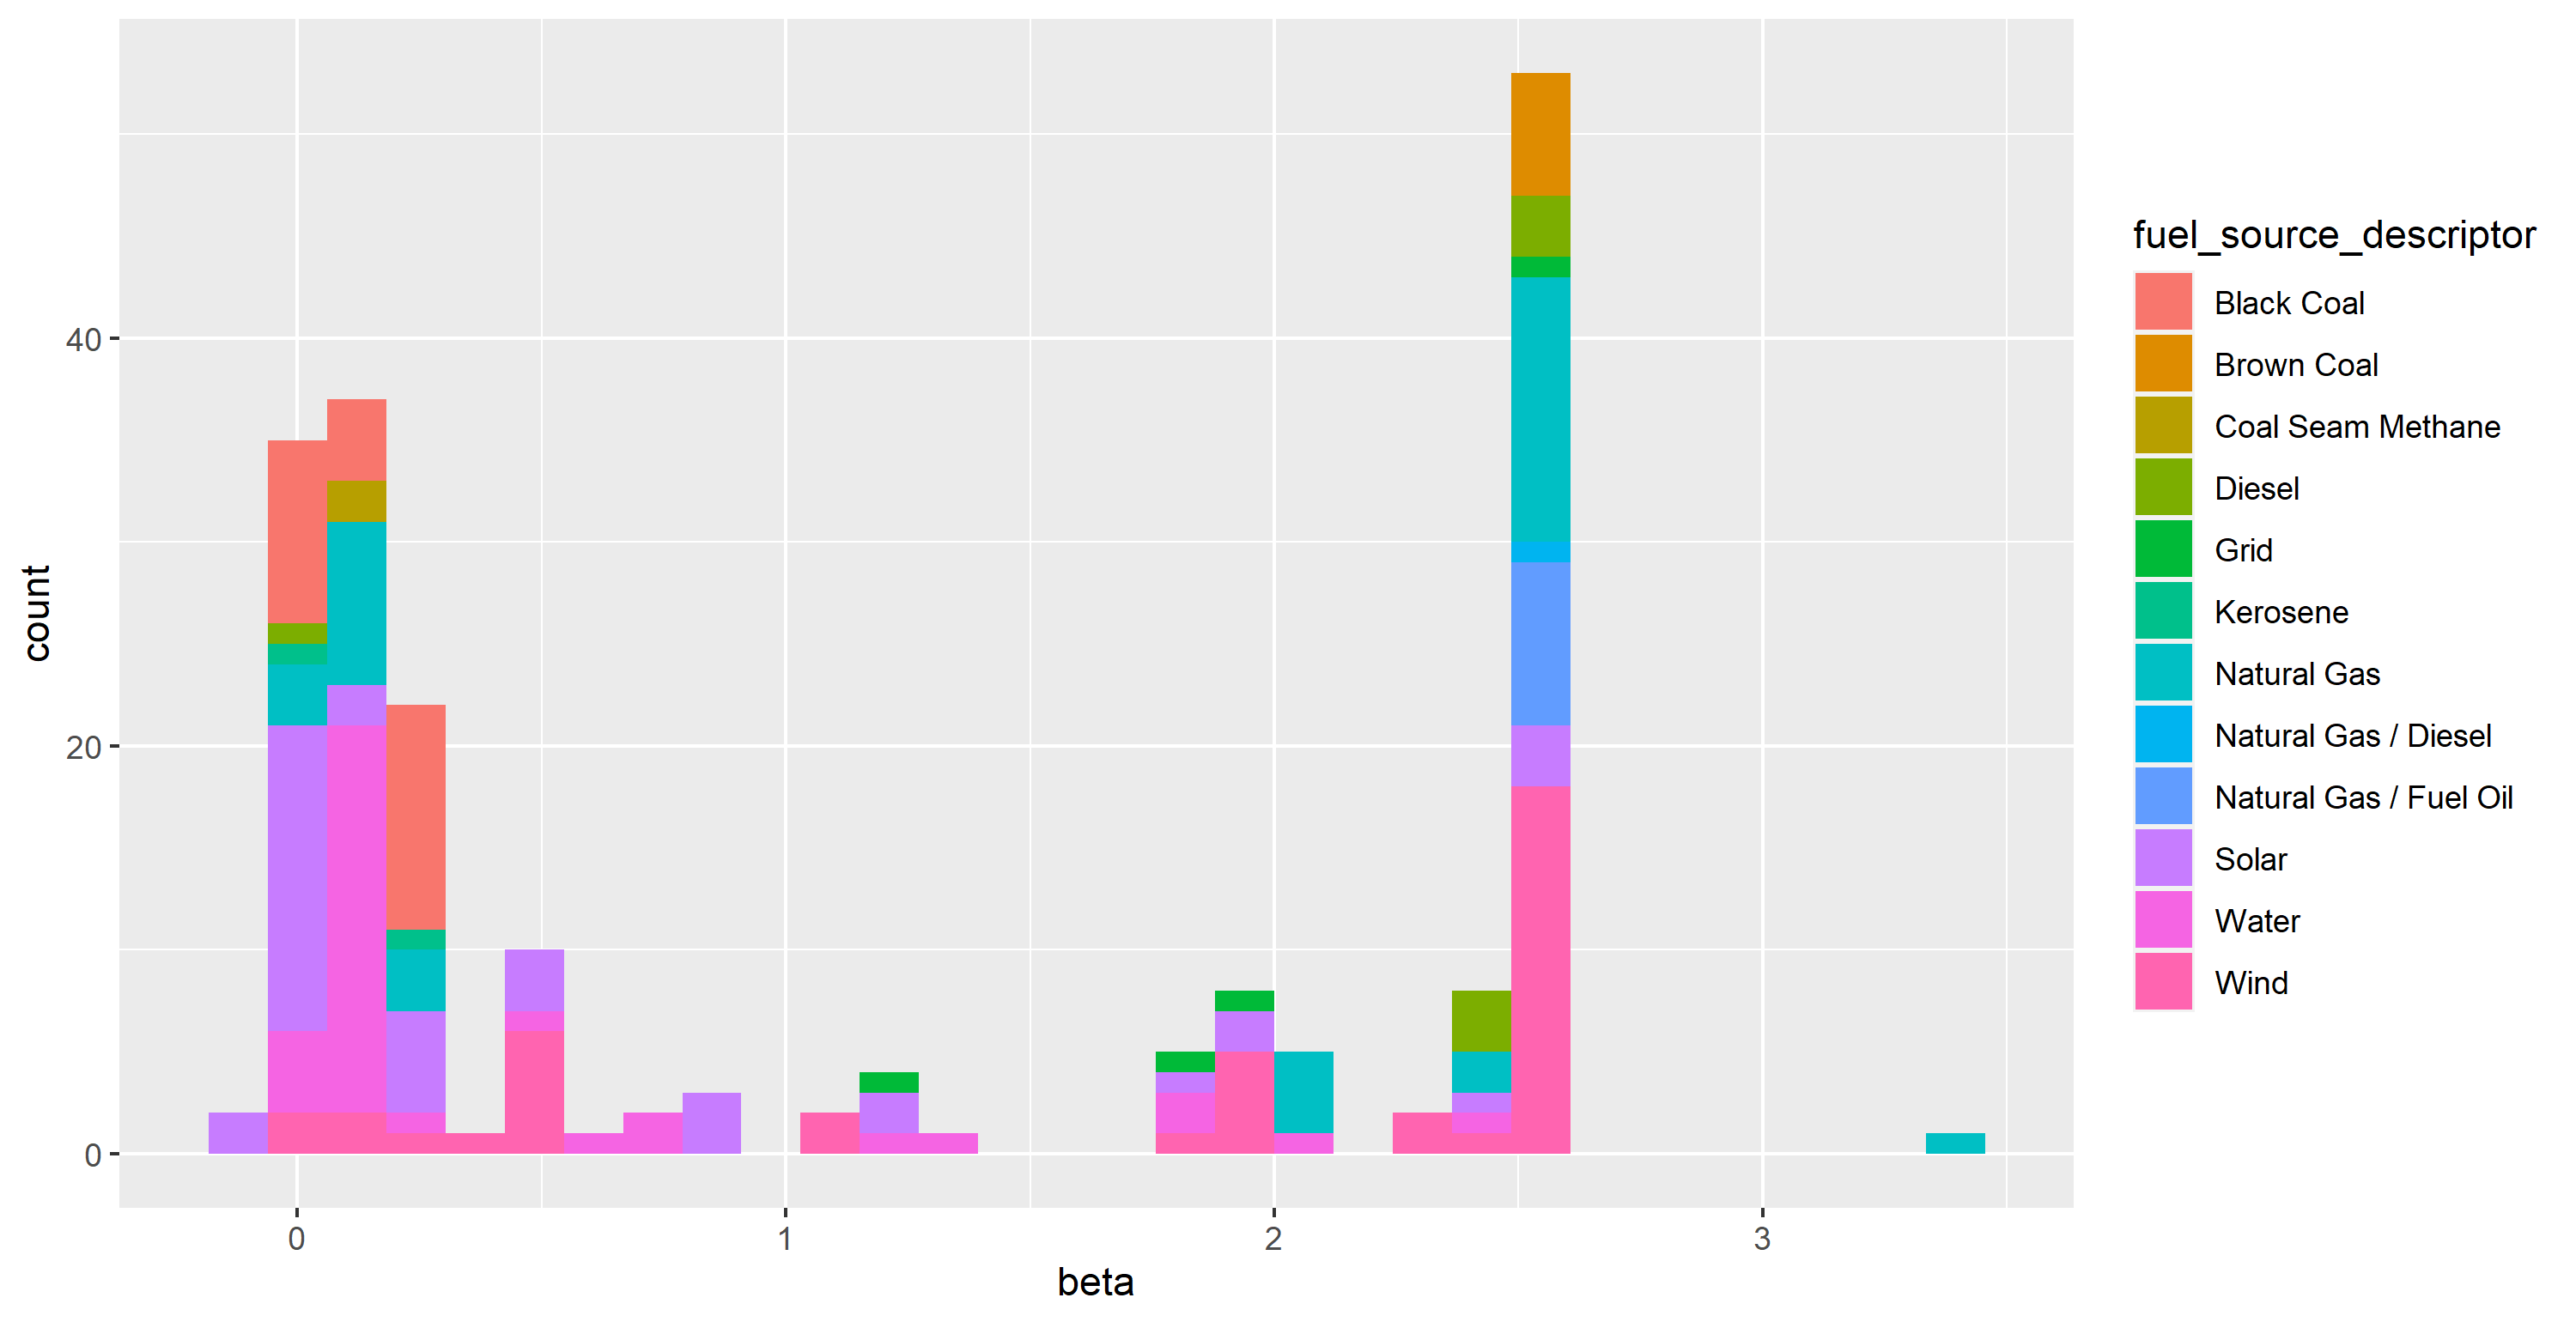 40
20
0
count
0 1 2 3
beta
fuel_source_descriptor
Black Coal
Brown Coal
Coal Seam Methane
Diesel
Grid
Kerosene
Natural Gas
Natural Gas / Diesel
Natural Gas / Fuel Oil
Solar
Water
Wind